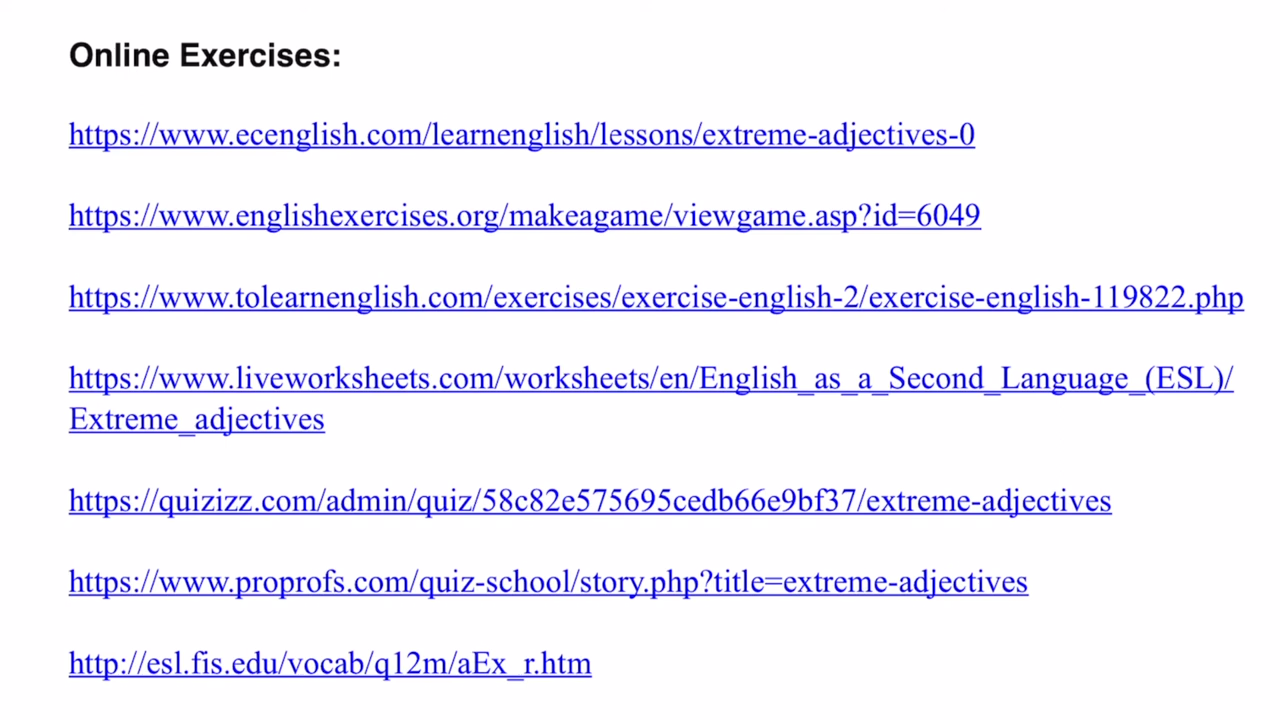 Online Exercises:
https://www.ecenglish.com/learnenglish/lessons/extreme-adjectives-0
https://www.englishexercises.org/makeagame/viewgame.asp?id=6049
https://www.tolearnenglish.com/exercises/exercise-english-2/exercise-english-119822.php
https://www.liveworksheets.com/worksheets/en/English_as_a_Second_Language_(ESL)/
Extreme_adjectives
https://quizizz.com/admin/quiz/58c82e575695cedb66e9bf37/extreme-adjectives
https://www.proprofs.com/quiz-school/story.php?title=extreme-adjectives
http://esl.fis.edu/vocab/q12m/aEx_r.htm